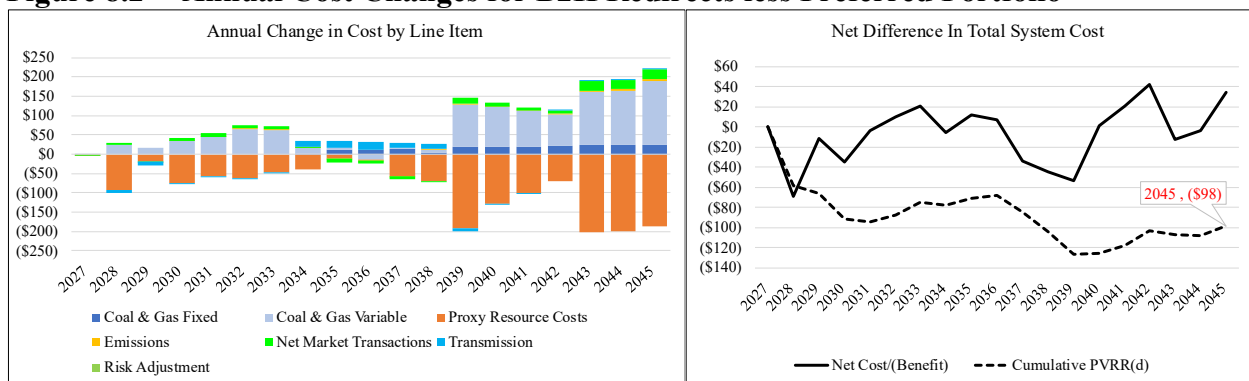 Annual Change in Cost by Line Item
$250
$200
$150
$100
$50
$0
($50)
($100)
($150)
($200)
($250)
2027 2028 2029 2030 2031 2032 2033 2034 2035 2036 2037 2038 2039 2040 2041 2042 2043 2044 2045
Coal & Gas Fixed Coal & Gas Variable Proxy Resource Costs
Emissions Net Market Transactions Transmission
Risk Adjustment
Net Difference In Total System Cost
$60
$40
$20
$0
($20)
($40)
($60)
($80)
($100)
($120)
($140)
2045 , ($98)
2027 2028 2029 2030 2031 2032 2033 2034 2035 2036 2037 2038 2039 2040 2041 2042 2043 2044 2045
Net Cost/(Benefit) Cumulative PVRR(d)